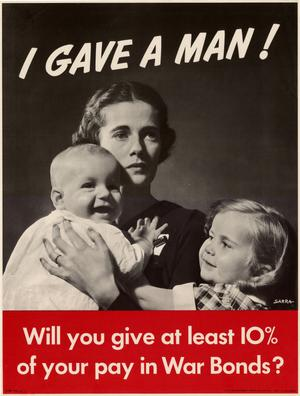 I GAVE A MAN!
SARRA
Will you give at least 10%
of your pay in War Bonds?